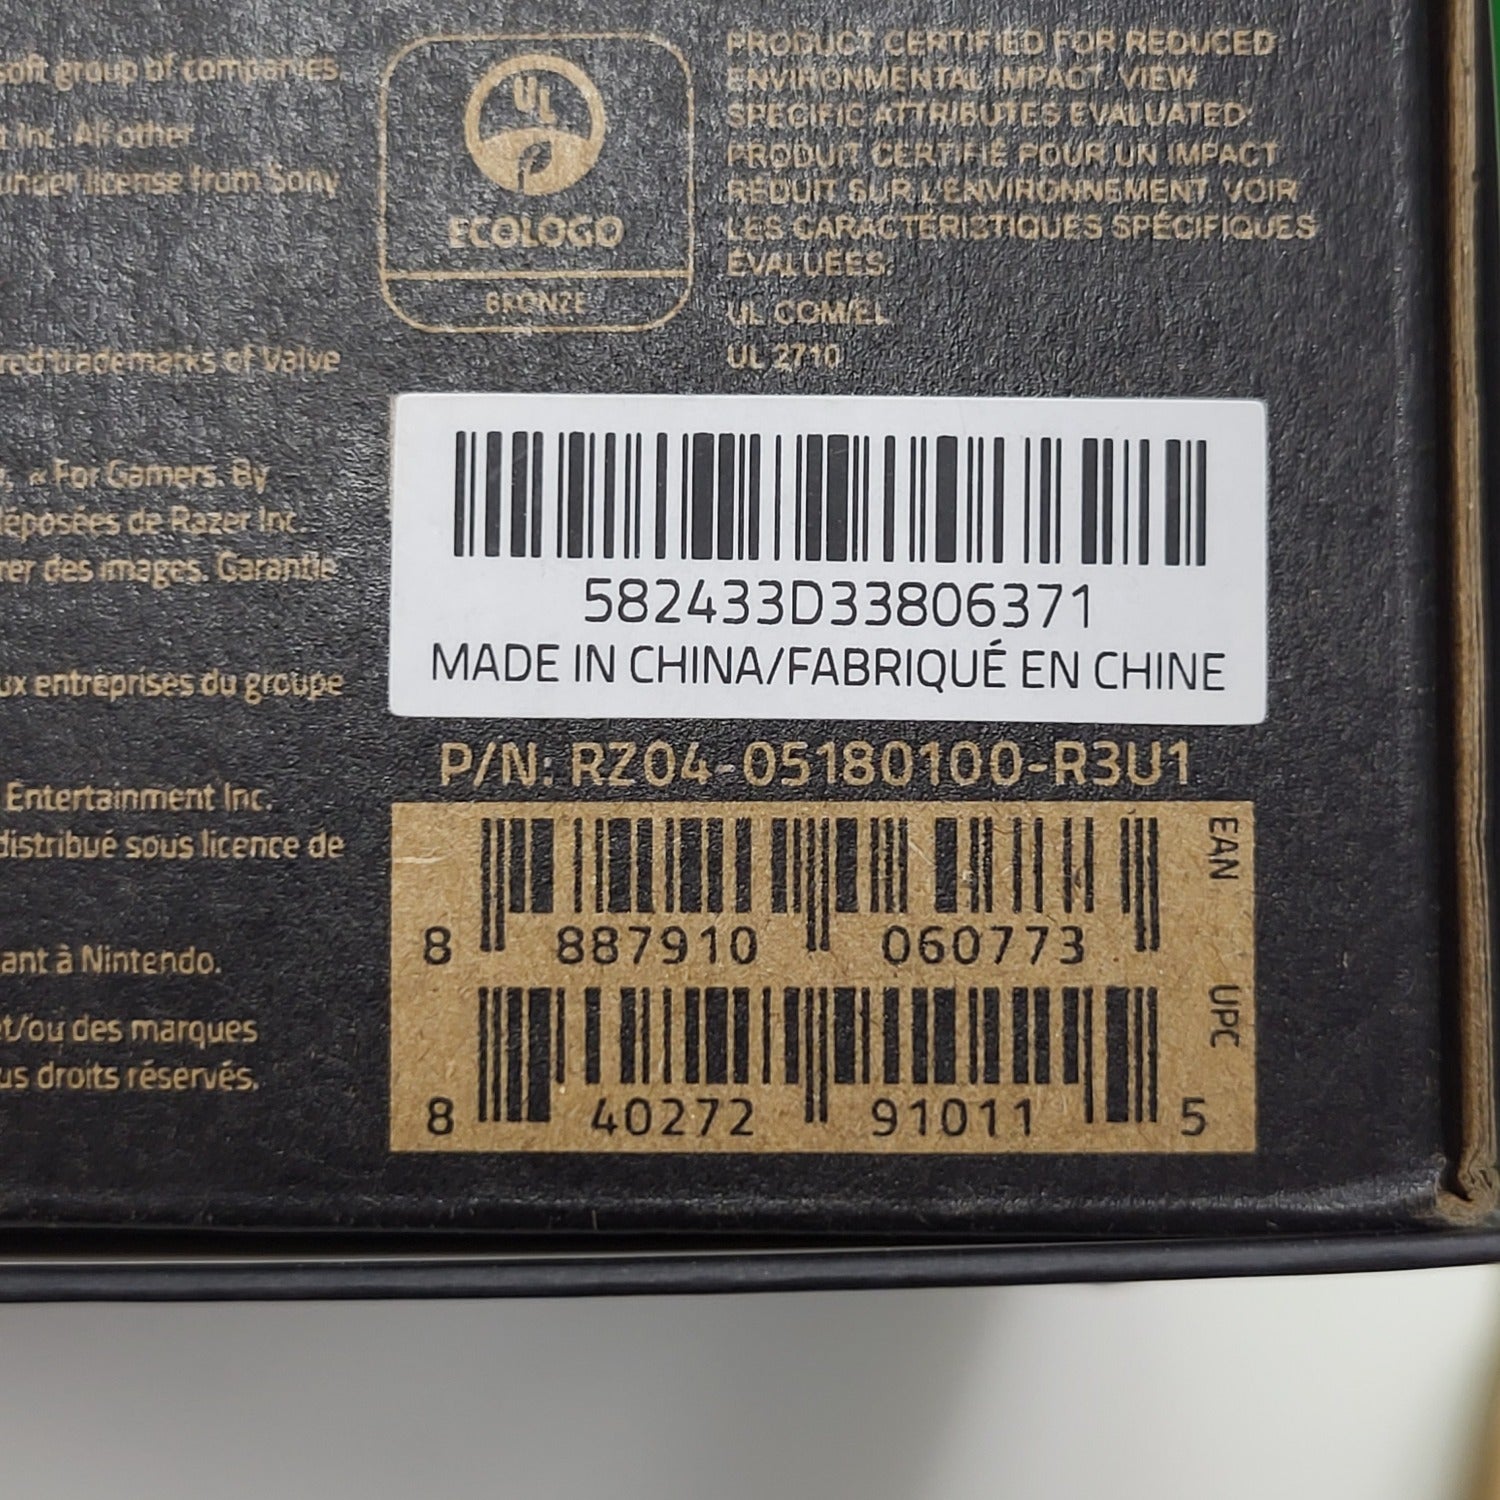 soft group of companies.
t Inc. All other
under license from Sony
red trademarks of Valve
. « For Gamers. By
déposées de Razer Inc.
rer des images. Garantie
ux entreprises du groupe
Entertainment Inc.
distribué sous licence de
ant à Nintendo.
et/ou des marques
us droits réservés.
UL
ECOLOGO
BRONZE
PRODUCT CERTIFIED FOR REDUCED
ENVIRONMENTAL IMPACT. VIEW
SPECIFIC ATTRIBUTES EVALUATED:
PRODUIT CERTIFIÉ POUR UN IMPACT
RÉDUIT SUR L'ENVIRONNEMENT. VOIR
LES CARACTÉRISTIQUES SPÉCIFIQUES
ÉVALUÉES.
UL.COM/EL
UL 2710
582433D33806371
MADE IN CHINA/FABRIQUÉ EN CHINE
P/N: RZ04-05180100-R3U1
EAN
8 887910 060773
UPC
8 40272 91011 5